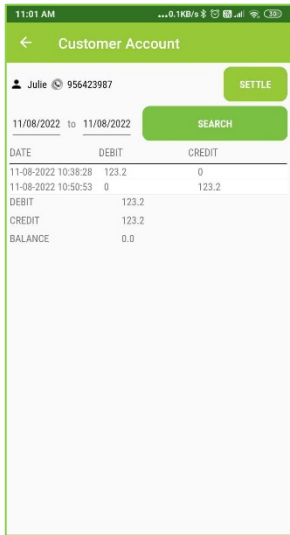 11:01 AM ...0.1KB/s 30
Customer Account
Julie 956423987 SETTLE
11/08/2022 to 11/08/2022 SEARCH
DATE DEBIT CREDIT
11-08-2022 10:38:28 123.2 0
11-08-2022 10:50:53 0 123.2
DEBIT 123.2
CREDIT 123.2
BALANCE 0.0